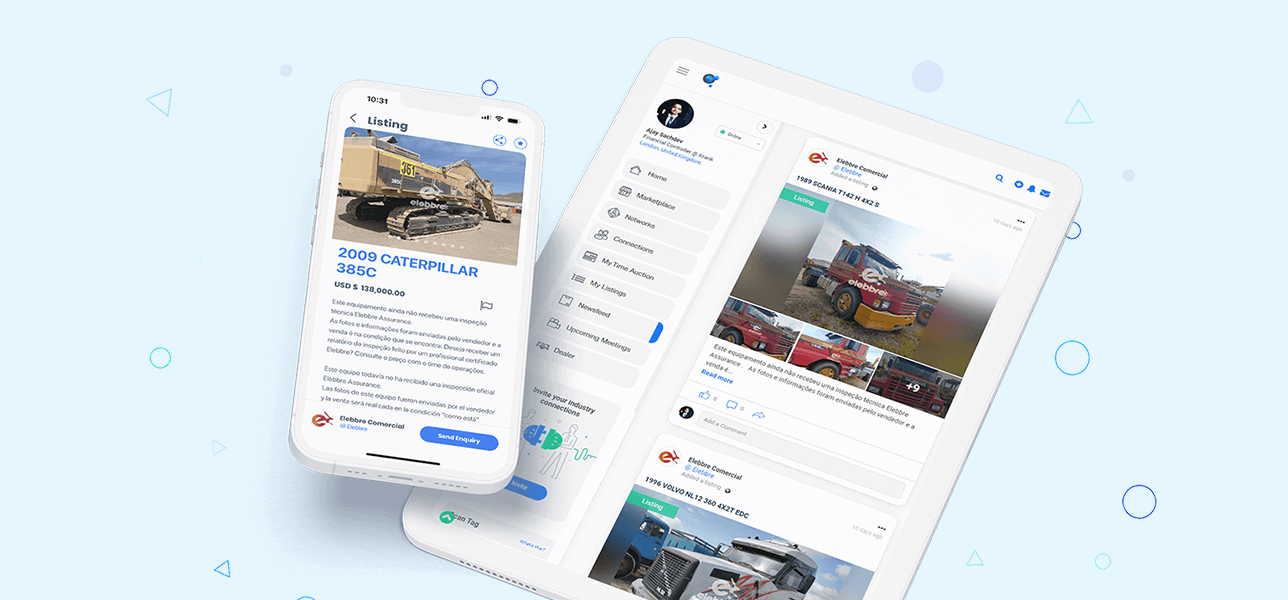 10:31
Listing
elebbre
2009 CATERPILLAR
385C
USD $ 138,000.00
Este equipamento ainda não recebeu uma inspeção
técnica Elebbre Assurance.
As fotos e informações foram enviadas pelo vendedor e a
venda é na condição que se encontra. Deseja receber um
relatório de inspeção feito por um profissional certificado
Elebbre? Consulte o preço com o time de operações.
Este equipo todavía no ha recibido una inspección oficial
Elebbre Assurance.
Las fotos de este equipo fueron enviadas por el vendedor
y la venta será realizada en la condición "como está".
Elebbre Comercial
@ Elebbre
Send Enquiry
Ajay Sachdev
Financial Controller @ Krank
London, United Kingdom
Online
Home
Marketplace
Networks
Connections
My Time Auction
My Listings
Newsfeed
Upcoming Meetings
Dealer
Invite your industry
connections
Invite
Scan Tag
What's this?
Elebbre Comercial
@ Elebbre
added a listing
1989 SCANIA T142 H 4X2 S
10 days ago
Listing
elebbre
+9
Este equipamento ainda não recebeu uma inspeção técnica Elebbre
Assurance. As fotos e informações foram enviadas pelo vendedor e a
venda é...
Read more
0
0
Add a Comment
Elebbre Comercial
@ Elebbre
Added a listing
1996 VOLVO NL12 360 4X2T EDC
10 days ago
Listing
elebbre